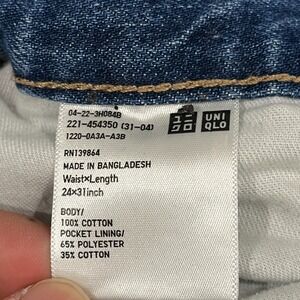 04-22-3H084B
221-454350 (31-04)
1220-0A3A-A3B
ユニ
クロ
UNI
QLO
RN139864
MADE IN BANGLADESH
Waist×Length
24×31inch
BODY/
100% COTTON
POCKET LINING/
65% POLYESTER
35% COTTON